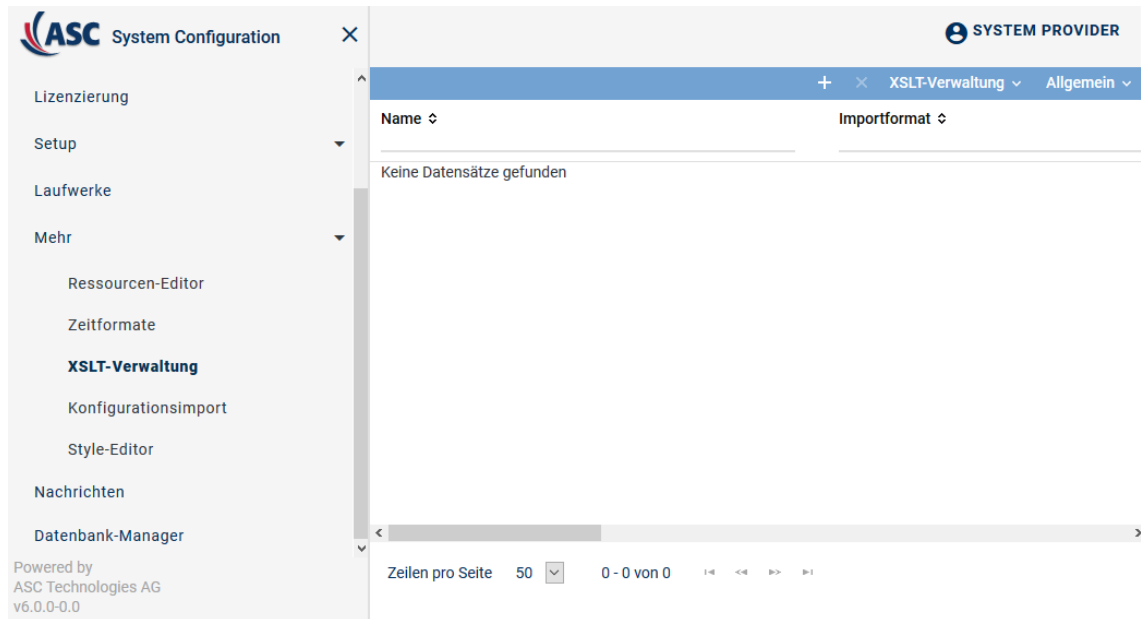 ASC System Configuration
SYSTEM PROVIDER
Lizenzierung
Setup
Laufwerke
Mehr
Ressourcen-Editor
Zeitformate
XSLT-Verwaltung
Konfigurationsimport
Style-Editor
Nachrichten
Datenbank-Manager
Powered by
ASC Technologies AG
v6.0.0-0.0
XSLT-Verwaltung Allgemein
Name Importformat
Keine Datensätze gefunden
Zeilen pro Seite 50 0 - 0 von 0